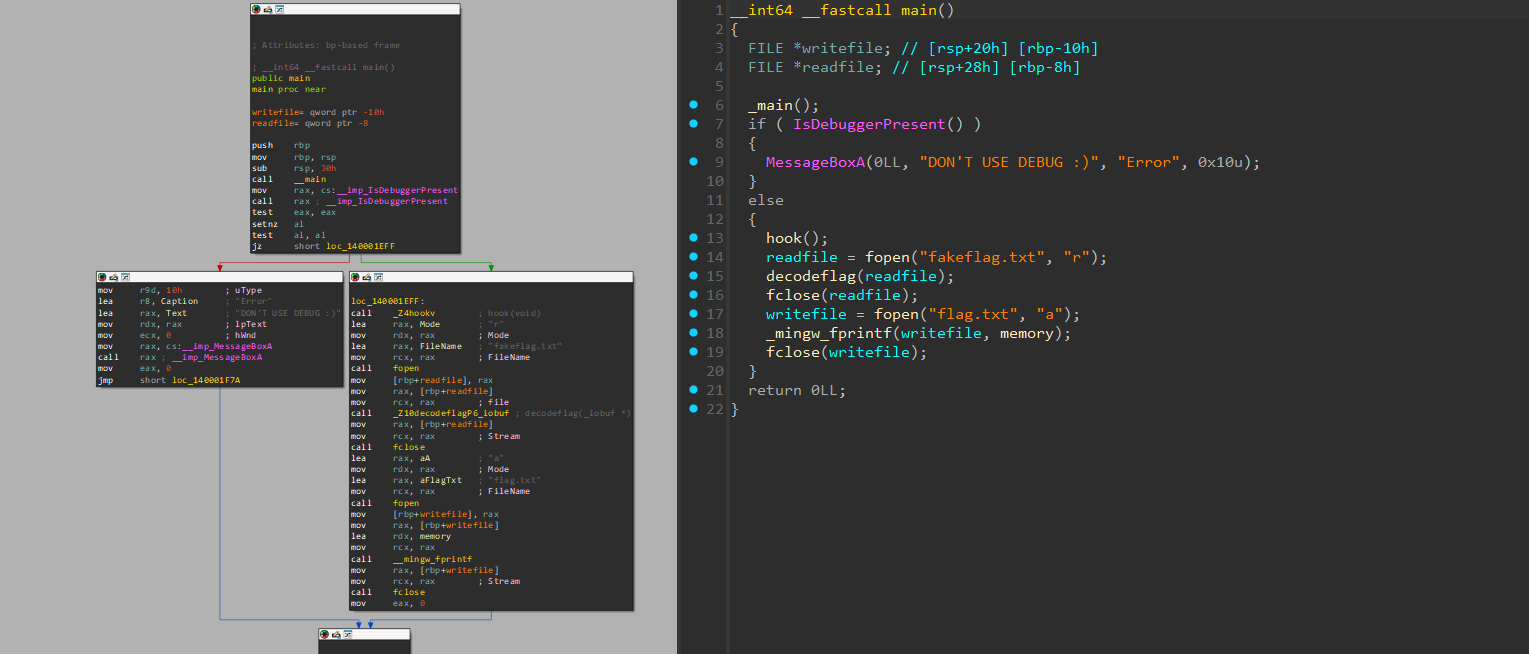 ; Attributes: bp-based frame
; __int64 __fastcall main()
public main
main proc near
writefile= qword ptr -10h
readfile= qword ptr -8
push rbp
mov rbp, rsp
sub rsp, 30h
call __main
mov rax, cs:__imp_IsDebuggerPresent
call rax ; __imp_IsDebuggerPresent
test eax, eax
setnz al
test al, al
jz short loc_140001EFF
mov r9d, 10h ; uType
lea r8, Caption ; "Error"
lea rax, Text ; "DON'T USE DEBUG :)"
mov rdx, rax ; lpText
mov ecx, 0 ; hWnd
mov rax, cs:__imp_MessageBoxA
call rax ; __imp_MessageBoxA
mov eax, 0
jmp short loc_140001F7A
loc_140001EFF:
call _Z4hookv ; hook(void)
lea rax, Mode ; "r"
mov rdx, rax ; Mode
lea rax, FileName ; "fakeflag.txt"
mov rcx, rax ; FileName
call fopen
mov [rbp+readfile], rax
mov rax, [rbp+readfile]
mov rcx, rax ; file
call _Z10decodeflagP6_iobuf ; decodeflag(_iobuf *)
mov rax, [rbp+readfile]
mov rcx, rax ; Stream
call fclose
lea rax, aA ; "a"
mov rdx, rax ; Mode
lea rax, aFlagTxt ; "flag.txt"
mov rcx, rax ; FileName
call fopen
mov [rbp+writefile], rax
mov rax, [rbp+writefile]
lea rdx, memory
mov rcx, rax
call __mingw_fprintf
mov rax, [rbp+writefile]
mov rcx, rax ; Stream
call fclose
mov eax, 0
1 __int64 __fastcall main()
2 {
3 FILE *writefile; // [rsp+20h] [rbp-10h]
4 FILE *readfile; // [rsp+28h] [rbp-8h]
5
6 _main();
7 if ( IsDebuggerPresent() )
8 {
9 MessageBoxA(0LL, "DON'T USE DEBUG :)", "Error", 0x10u);
10 }
11 else
12 {
13 hook();
14 readfile = fopen("fakeflag.txt", "r");
15 decodeflag(readfile);
16 fclose(readfile);
17 writefile = fopen("flag.txt", "a");
18 _mingw_fprintf(writefile, memory);
19 fclose(writefile);
20 }
21 return 0LL;
22 }